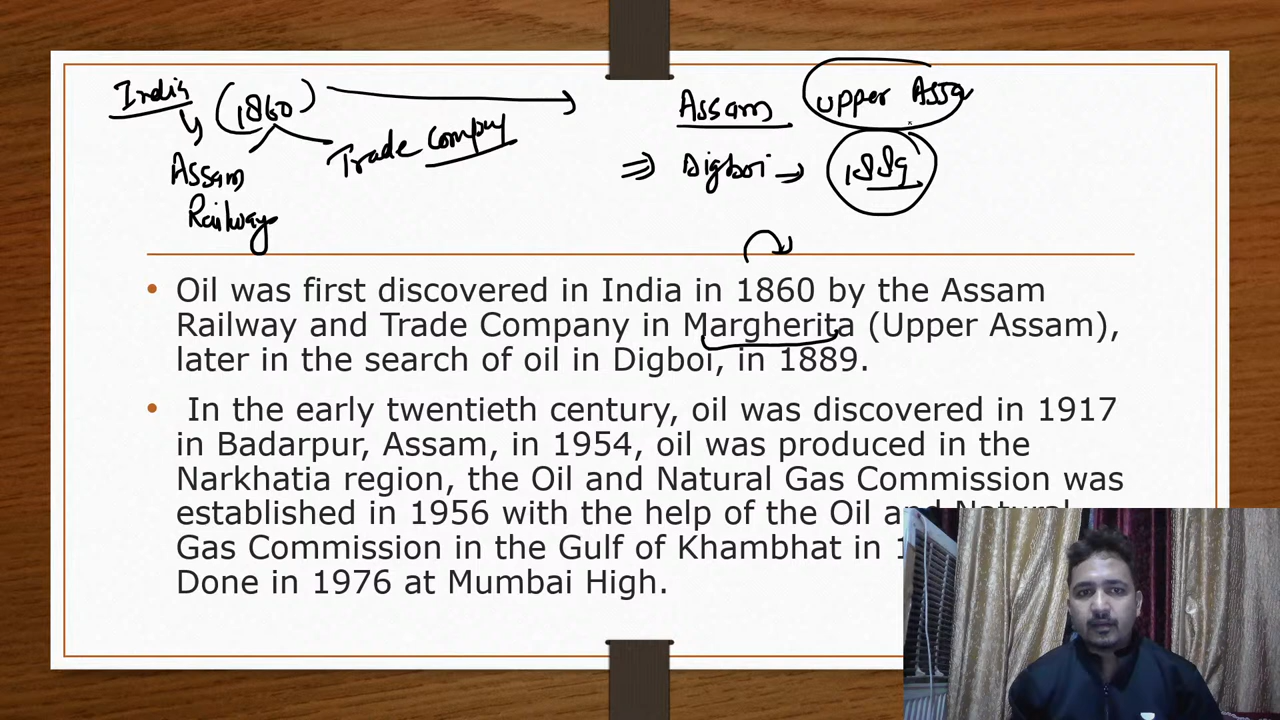 India (1860) Assam Upper Assa
Assam Trade Company ⇒ Digboi → 1889
Railway
• Oil was first discovered in India in 1860 by the Assam
Railway and Trade Company in Margherita (Upper Assam),
later in the search of oil in Digboi, in 1889.
• In the early twentieth century, oil was discovered in 1917
in Badarpur, Assam, in 1954, oil was produced in the
Narkhatia region, the Oil and Natural Gas Commission was
established in 1956 with the help of the Oil and Natural
Gas Commission in the Gulf of Khambhat in
Done in 1976 at Mumbai High.